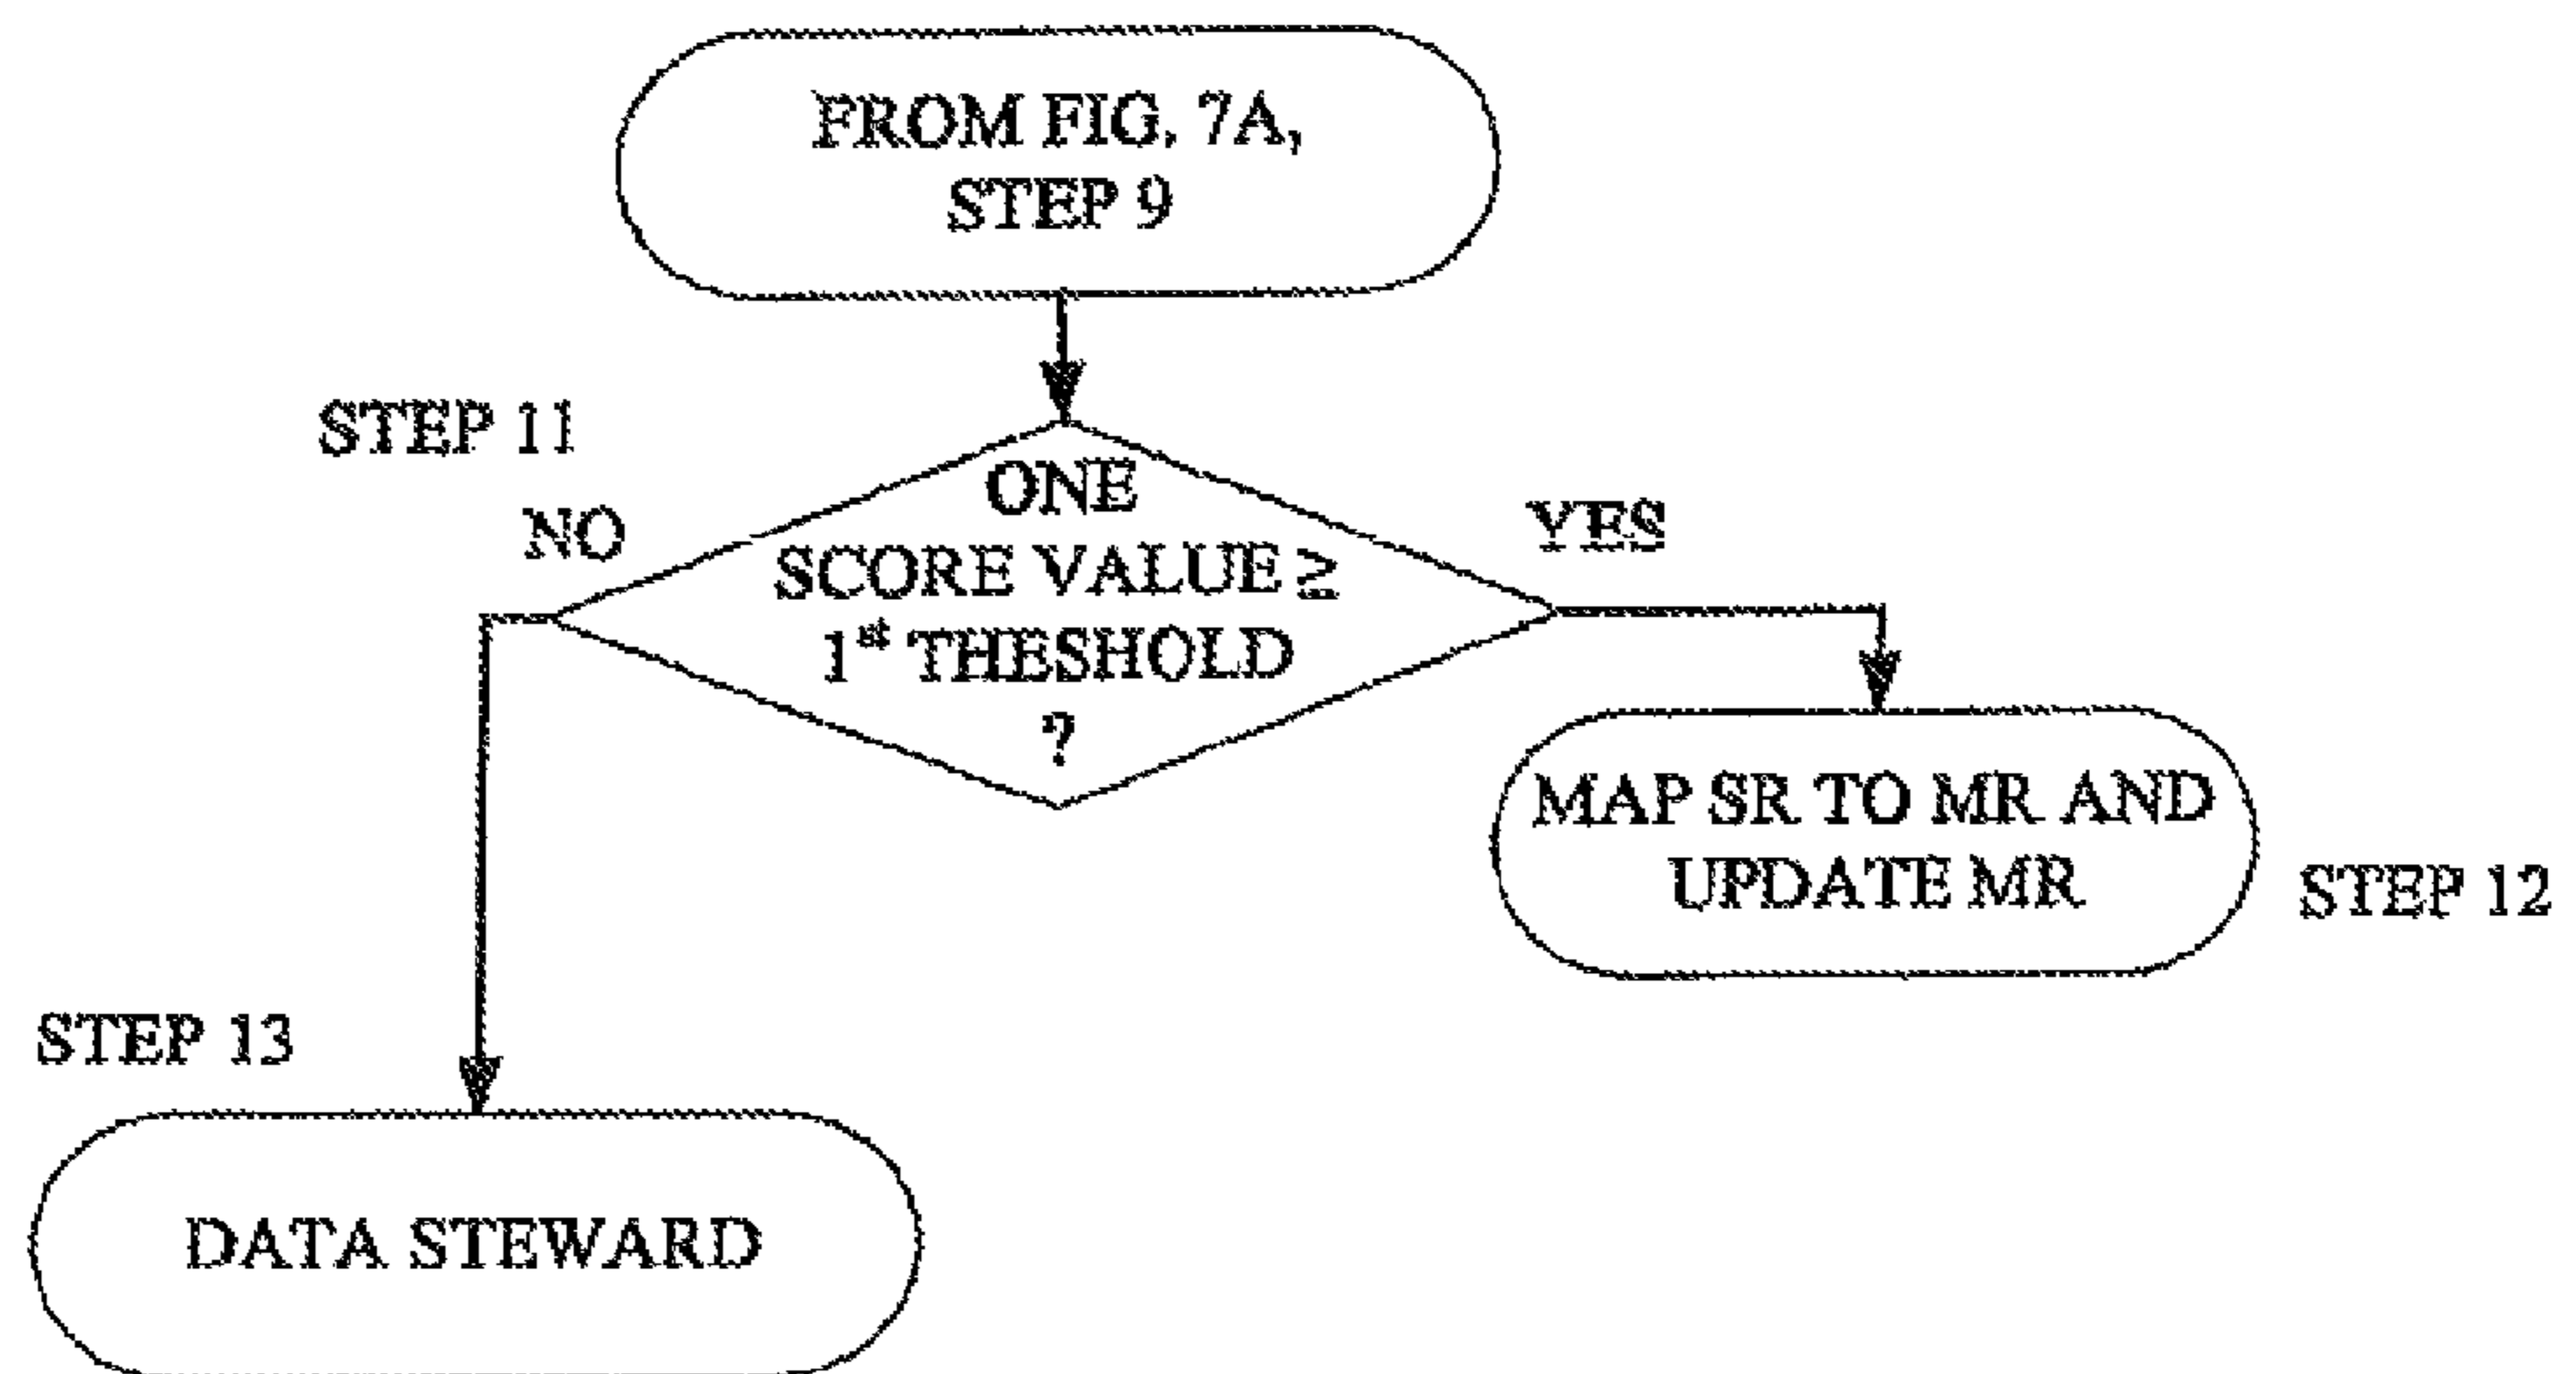 FROM FIG. 7A,
STEP 9
STEP 11
NO
ONE
SCORE VALUE ≧
1st THESHOLD
?
YES
MAP SR TO MR AND
UPDATE MR
STEP 12
STEP 13
DATA STEWARD